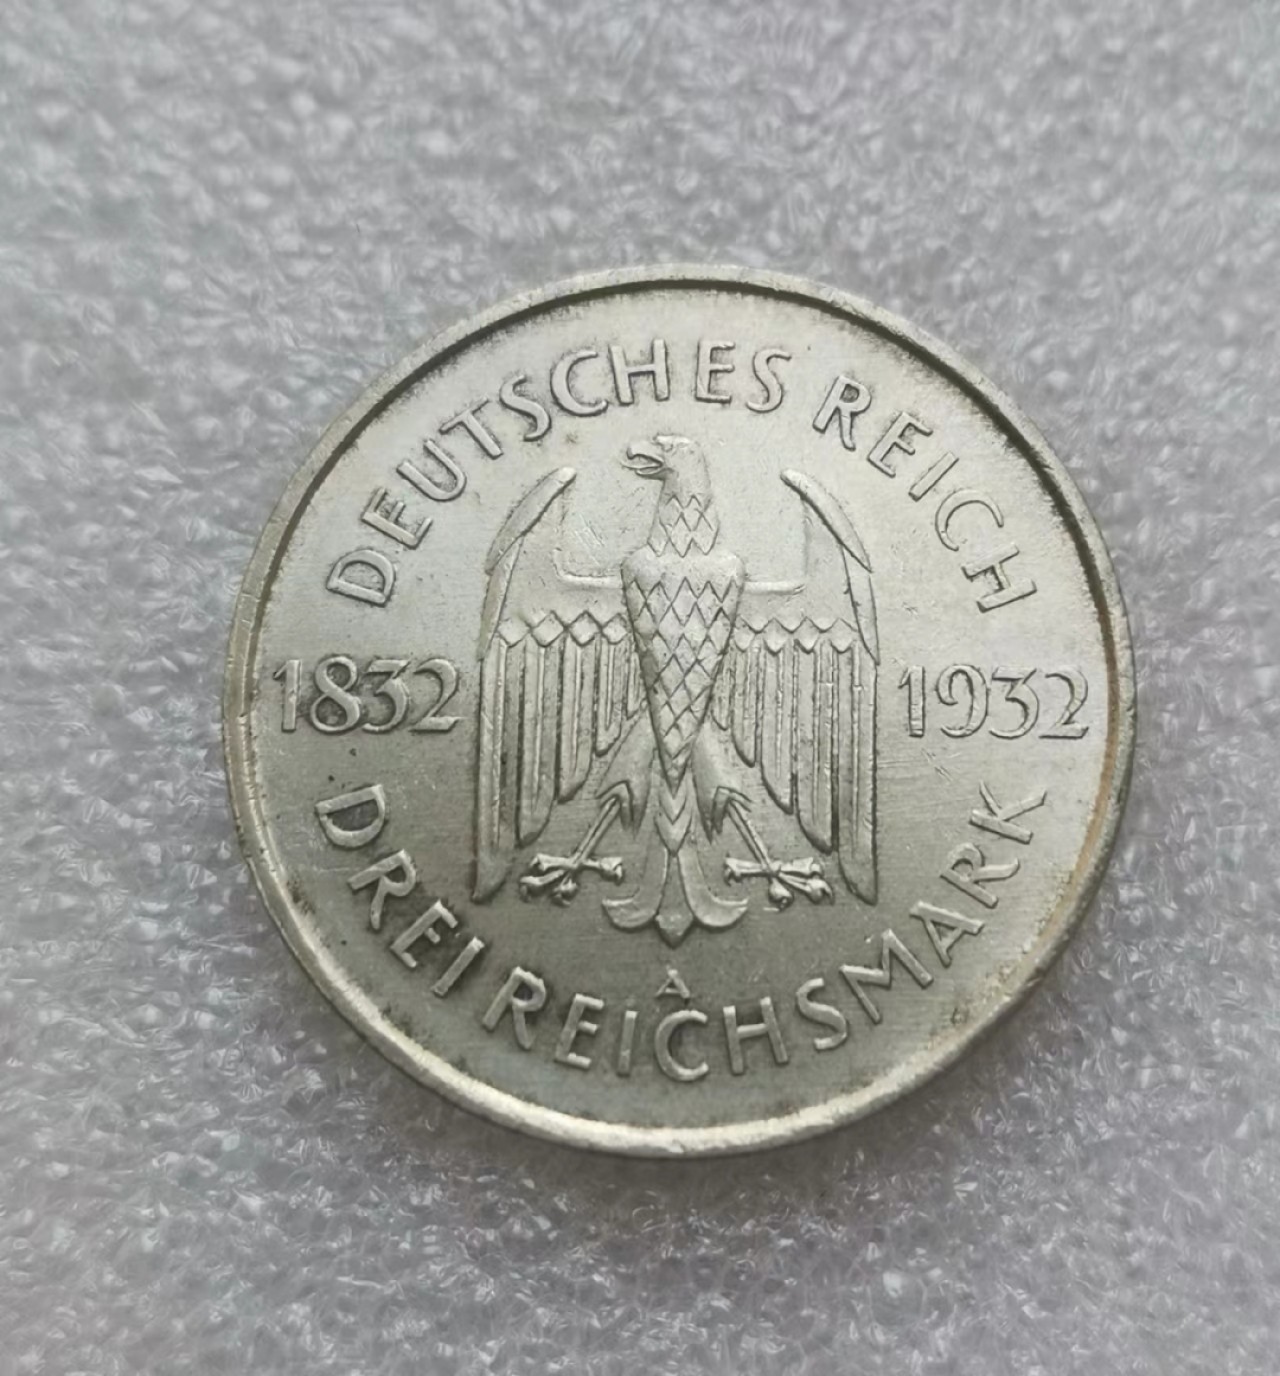 DEUTSCHES REICH
1832 1932
A
DREI REICHSMARK